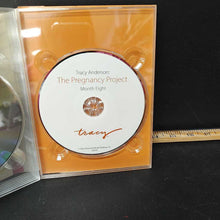 Tracy Anderson:
The Pregnancy Project
Month Eight
tracy